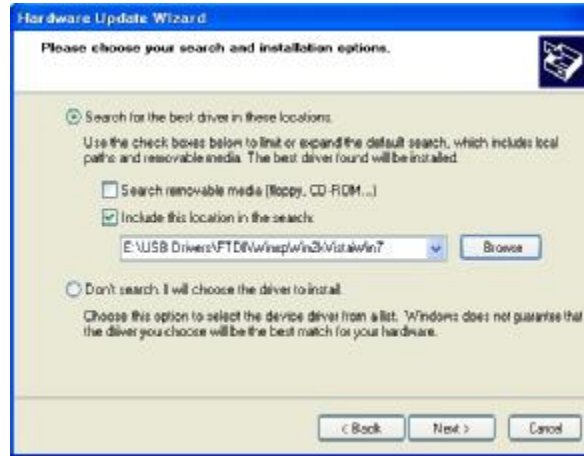 Hardware Update Wizard
Please choose your search and installation options.
Search for the best driver in these locations.
Use the check boxes below to limit or expand the default search, which includes local
paths and removable media. The best driver found will be installed.
Search removable media (floppy, CD-ROM...)
Include this location in the search:
E:\USB Drivers\FTDI\Winxp\Win2k\Vista\Win7
Browse
Don't search. I will choose the driver to install.
Choose this option to select the device driver from a list. Windows does not guarantee that
the driver you choose will be the best match for your hardware.
< Back
Next >
Cancel